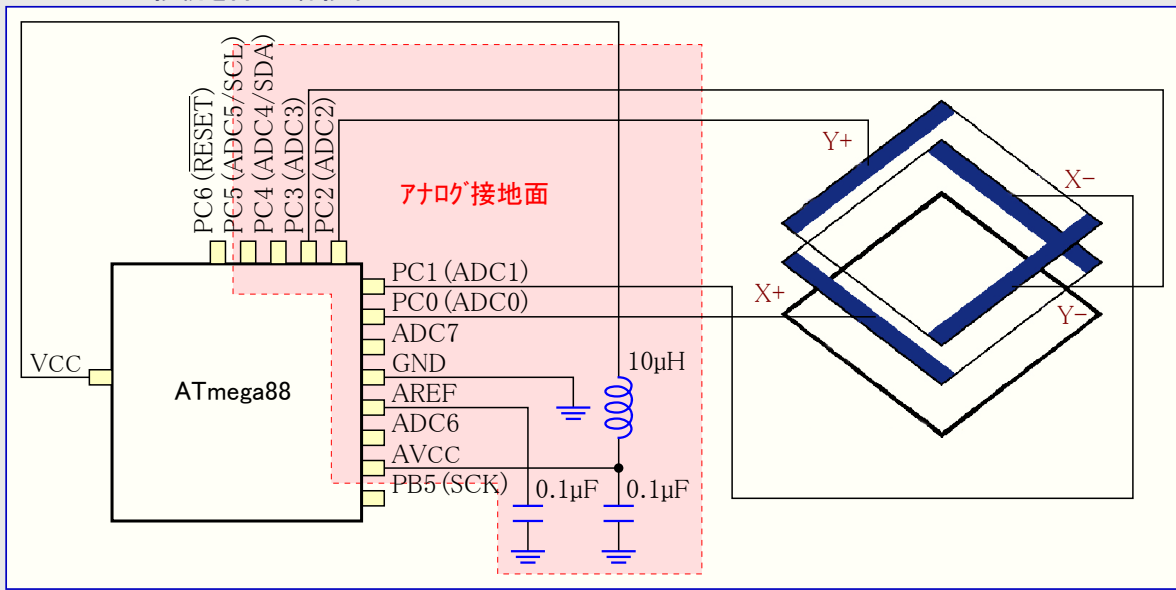 PC6(RESET)
PC5(ADC5/SCL)
PC4(ADC4/SDA)
PC3(ADC3)
PC2(ADC2)
アナログ接地面
Y+
X-
X+
Y-
PC1(ADC1)
PC0(ADC0)
ADC7
GND
AREF
ADC6
AVCC
PB5(SCK)
VCC
ATmega88
10μH
0.1μF
0.1μF